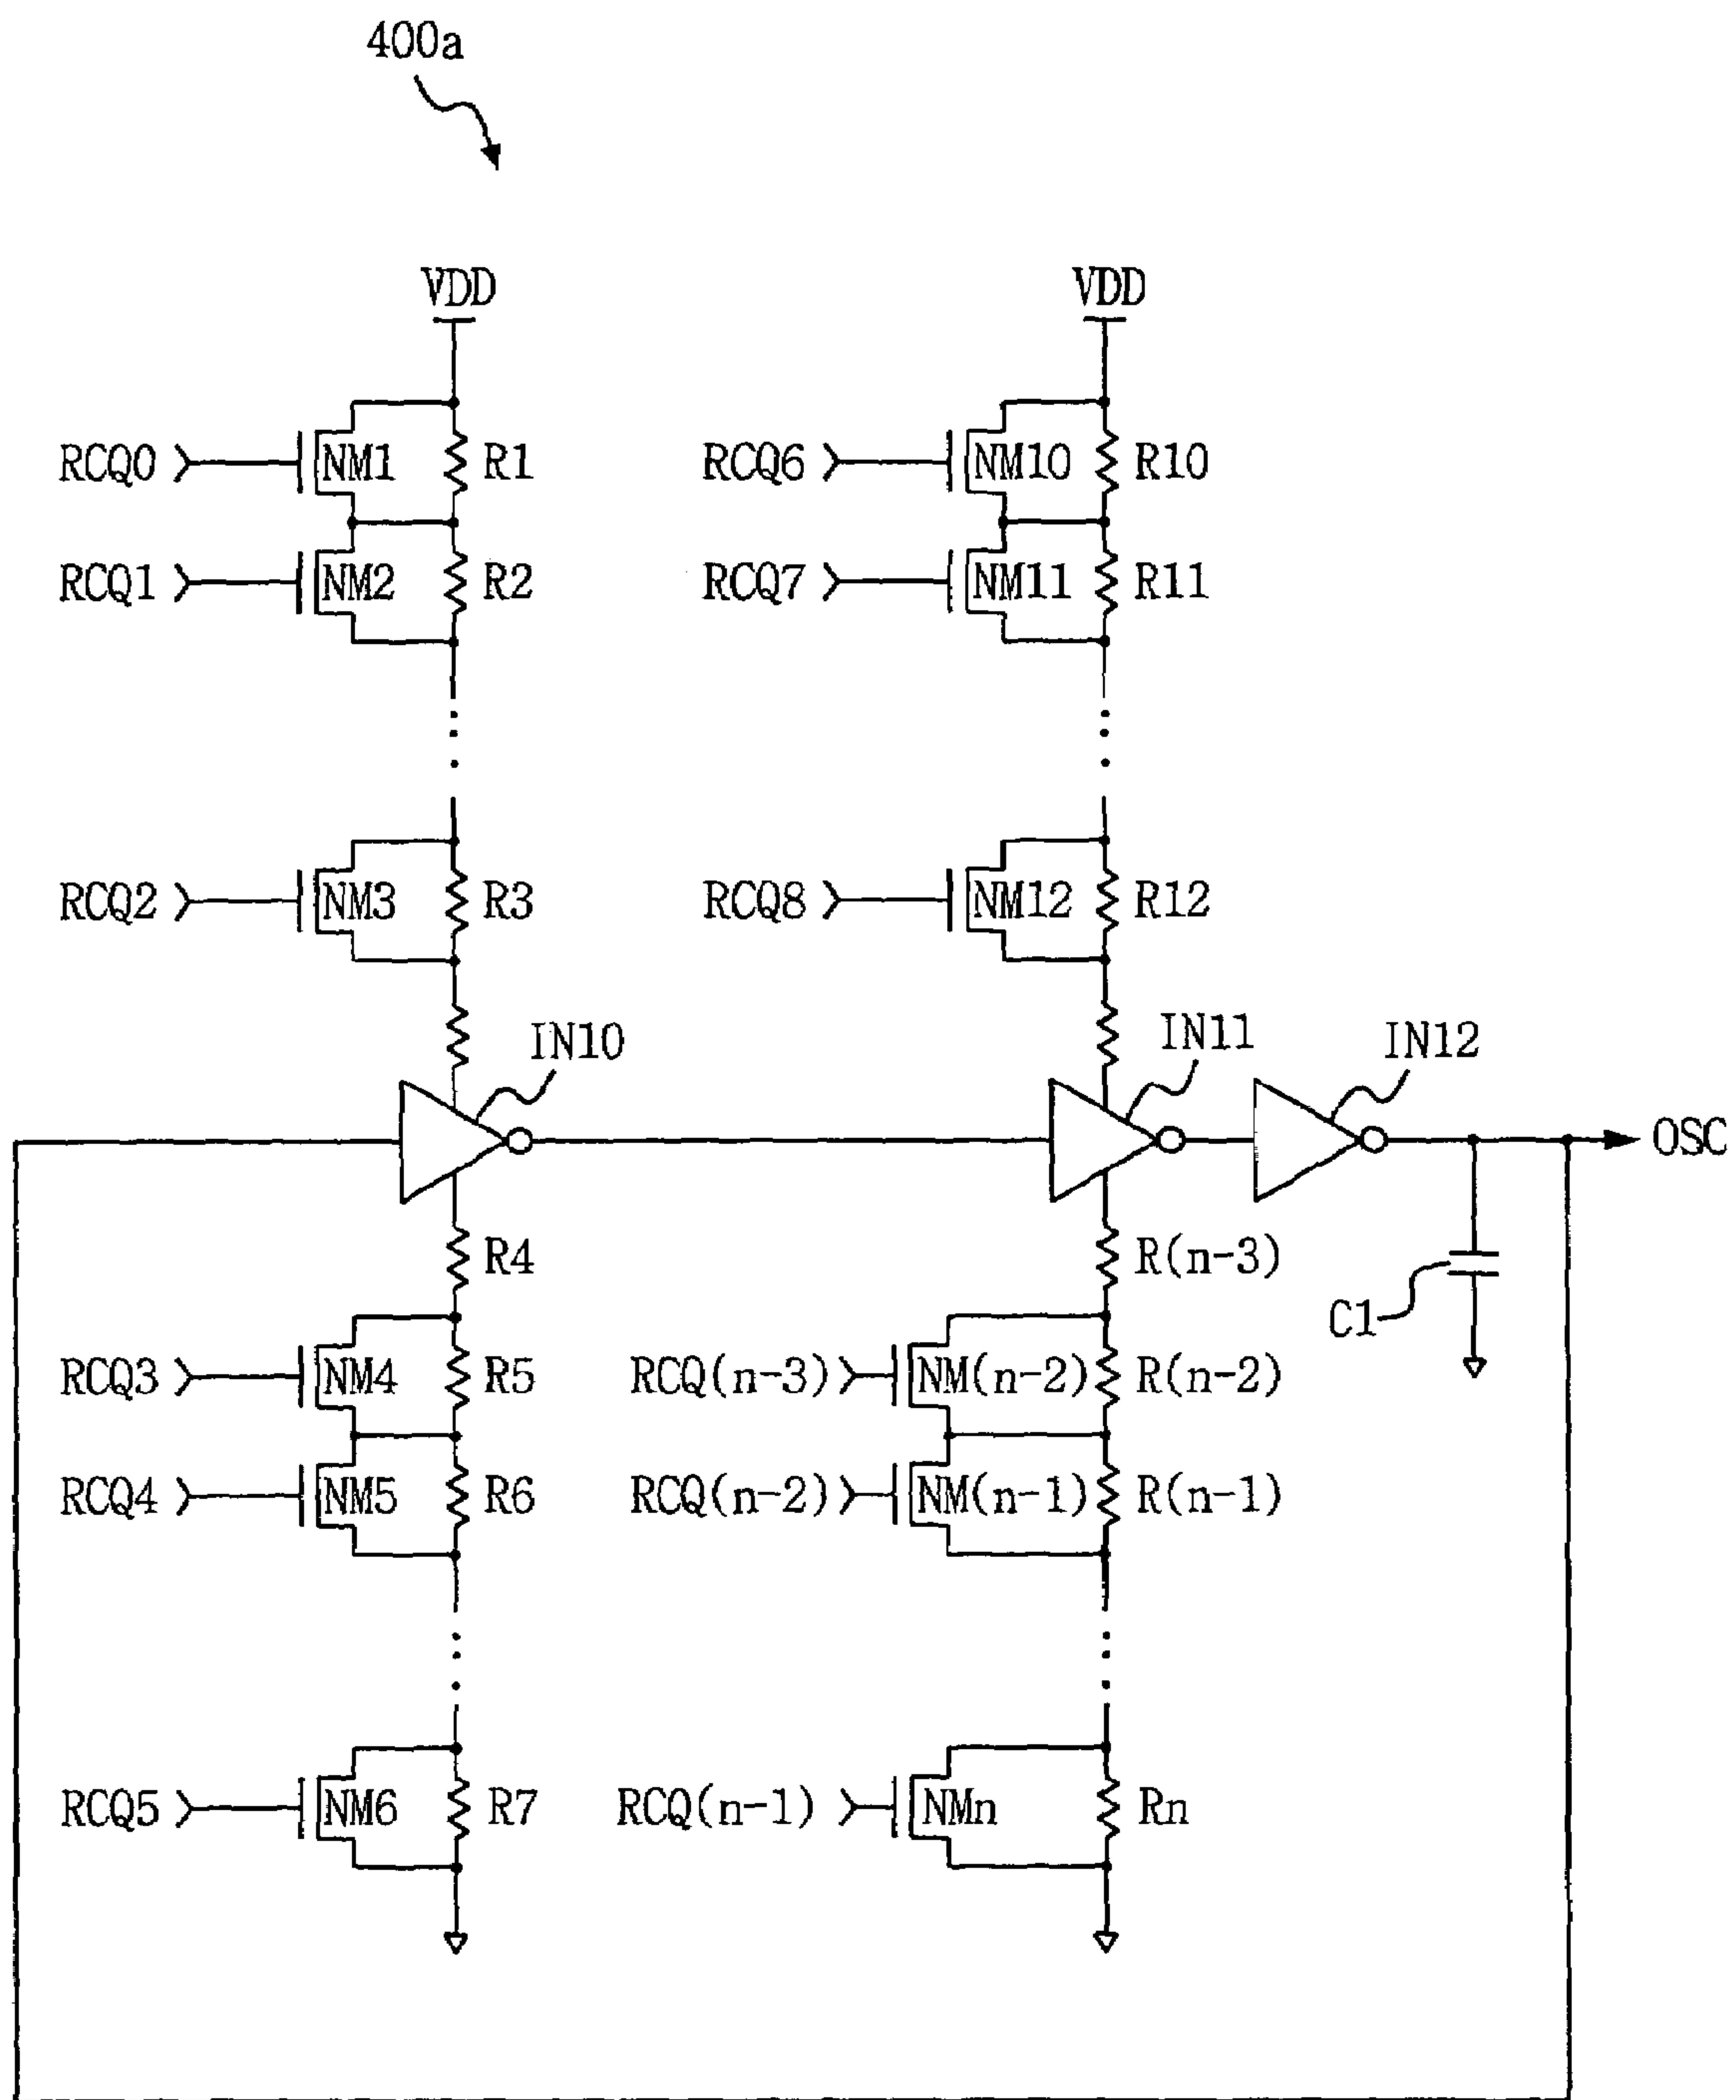 400a
VDD VDD
RCQ0 NM1 R1 RCQ6 NM10 R10
RCQ1 NM2 R2 RCQ7 NM11 R11
RCQ2 NM3 R3 RCQ8 NM12 R12
IN10 IN11 IN12
OSC
R4 R(n-3)
C1
RCQ3 NM4 R5 RCQ(n-3) NM(n-2) R(n-2)
RCQ4 NM5 R6 RCQ(n-2) NM(n-1) R(n-1)
RCQ5 NM6 R7 RCQ(n-1) NMn Rn